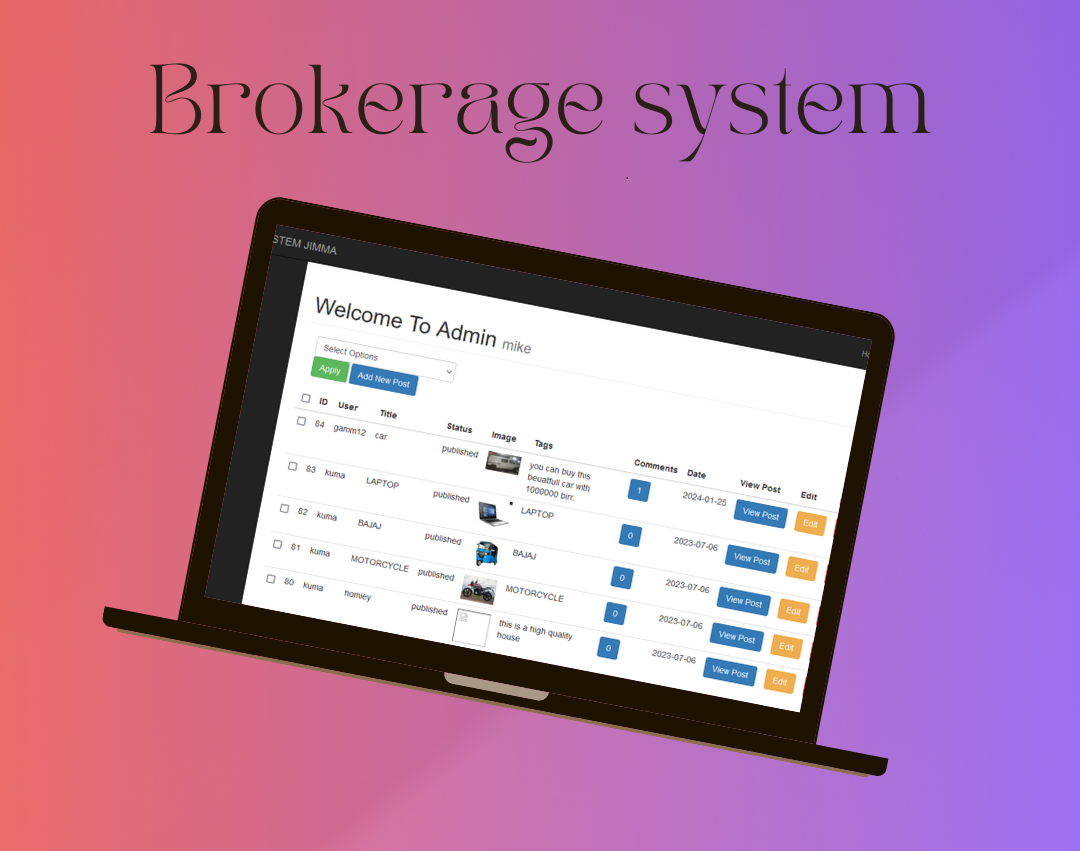 Brokerage system
STEM JIMMA
Welcome To Admin mike
Select Options
Apply Add New Post
ID User Title Status Image Tags Comments Date View Post Edit
84 gamm12 car published you can buy this 1 2024-01-25 View Post Edit
beuatfull car with
1000000 birr.
83 kuma LAPTOP published LAPTOP 0 2023-07-06 View Post Edit
82 kuma BAJAJ published BAJAJ 0 2023-07-06 View Post Edit
81 kuma MOTORCYCLE published MOTORCYCLE 0 2023-07-06 View Post Edit
80 kuma homiey published this is a high quality 0 2023-07-06 View Post Edit
house